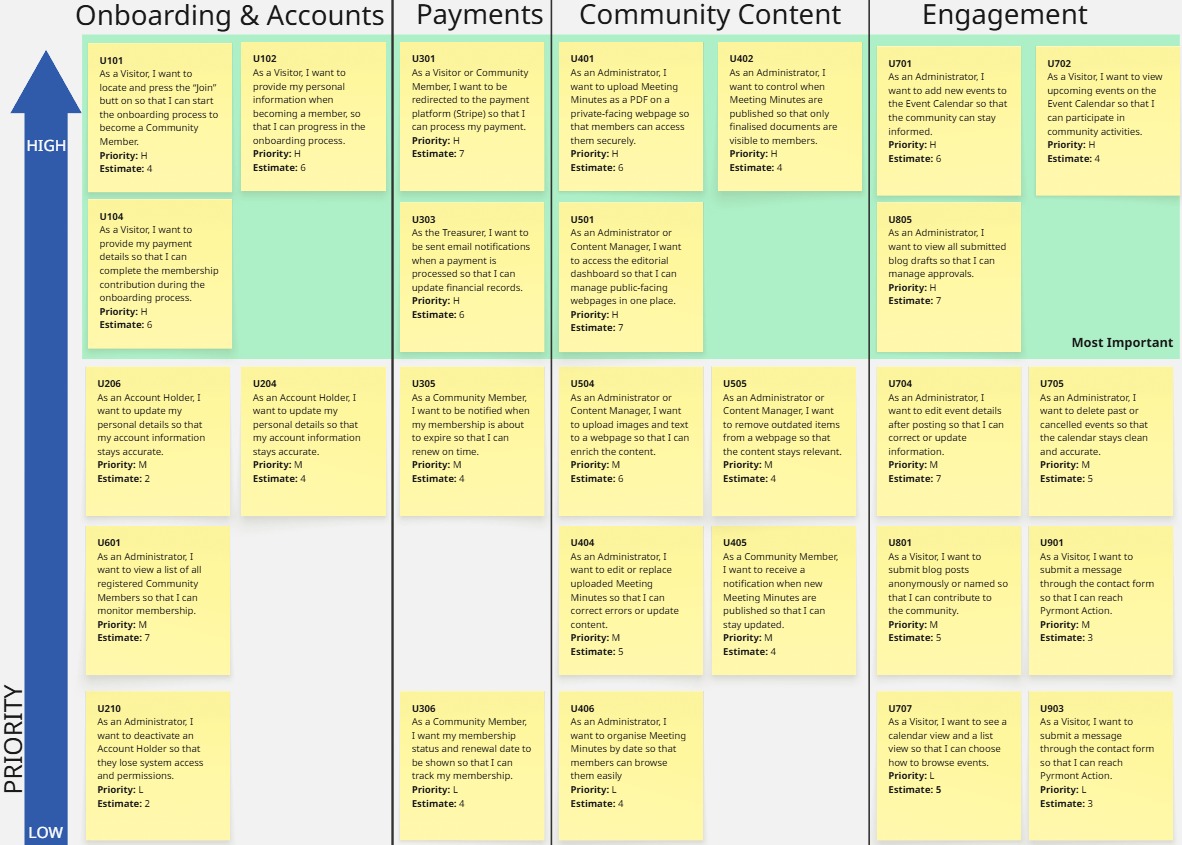 Onboarding & Accounts
Payments
Community Content
Engagement
HIGH
PRIORITY
LOW
U101
As a Visitor, I want to
locate and press the “Join”
butt on so that I can start
the onboarding process to
become a Community
Member.
Priority: H
Estimate: 4
U102
As a Visitor, I want to
provide my personal
information when
becoming a member, so
that I can progress in the
onboarding process.
Priority: H
Estimate: 6
U301
As a Visitor or Community
Member, I want to be
redirected to the payment
platform (Stripe) so that I
can process my payment.
Priority: H
Estimate: 7
U401
As an Administrator, I
want to upload Meeting
Minutes as a PDF on a
private-facing webpage so
that members can access
them securely.
Priority: H
Estimate: 6
U402
As an Administrator, I
want to control when
Meeting Minutes are
published so that only
finalised documents are
visible to members.
Priority: H
Estimate: 4
U701
As an Administrator, I
want to add new events to
the Event Calendar so that
the community can stay
informed.
Priority: H
Estimate: 6
U702
As a Visitor, I want to view
upcoming events on the
Event Calendar so that I
can participate in
community activities.
Priority: H
Estimate: 4
U104
As a Visitor, I want to
provide my payment
details so that I can
complete the membership
contribution during the
onboarding process.
Priority: H
Estimate: 6
U303
As the Treasurer, I want to
be sent email notifications
when a payment is
processed so that I can
update financial records.
Priority: H
Estimate: 6
U501
As an Administrator or
Content Manager, I want
to access the editorial
dashboard so that I can
manage public-facing
webpages in one place.
Priority: H
Estimate: 7
U805
As an Administrator, I
want to view all submitted
blog drafts so that I can
manage approvals.
Priority: H
Estimate: 7
Most Important
U206
As an Account Holder, I
want to update my
personal details so that
my account information
stays accurate.
Priority: M
Estimate: 2
U204
As an Account Holder, I
want to update my
personal details so that
my account information
stays accurate.
Priority: M
Estimate: 4
U305
As a Community Member,
I want to be notified when
my membership is about
to expire so that I can
renew on time.
Priority: M
Estimate: 4
U504
As an Administrator or
Content Manager, I want
to upload images and text
to a webpage so that I can
enrich the content.
Priority: M
Estimate: 6
U505
As an Administrator or
Content Manager, I want
to remove outdated items
from a webpage so that
the content stays relevant.
Priority: M
Estimate: 4
U704
As an Administrator, I
want to edit event details
after posting so that I can
correct or update
information.
Priority: M
Estimate: 7
U705
As an Administrator, I
want to delete past or
cancelled events so that
the calendar stays clean
and accurate.
Priority: M
Estimate: 5
U601
As an Administrator, I
want to view a list of all
registered Community
Members so that I can
monitor membership.
Priority: M
Estimate: 7
U404
As an Administrator, I
want to edit or replace
uploaded Meeting
Minutes so that I can
correct errors or update
content.
Priority: M
Estimate: 5
U405
As a Community Member,
I want to receive a
notification when new
Meeting Minutes are
published so that I can
stay updated.
Priority: M
Estimate: 4
U801
As a Visitor, I want to
submit blog posts
anonymously or named so
that I can contribute to
the community.
Priority: M
Estimate: 5
U901
As a Visitor, I want to
submit a message
through the contact form
so that I can reach
Pyrmont Action.
Priority: M
Estimate: 3
U210
As an Administrator, I
want to deactivate an
Account Holder so that
they lose system access
and permissions.
Priority: L
Estimate: 2
U306
As a Community Member,
I want my membership
status and renewal date to
be shown so that I can
track my membership.
Priority: L
Estimate: 4
U406
As an Administrator, I
want to organise Meeting
Minutes by date so that
members can browse
them easily
Priority: L
Estimate: 4
U707
As a Visitor, I want to see a
calendar view and a list
view so that I can choose
how to browse events.
Priority: L
Estimate: 5
U903
As a Visitor, I want to
submit a message
through the contact form
so that I can reach
Pyrmont Action.
Priority: L
Estimate: 3